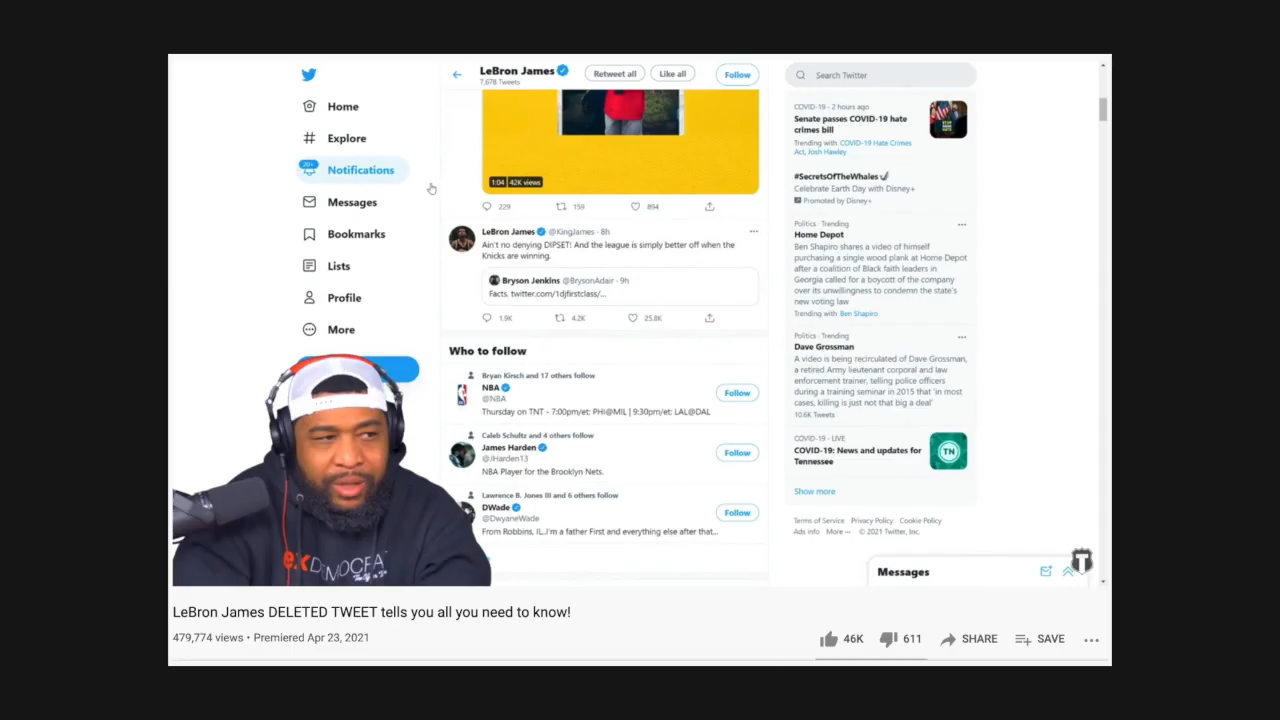 Home
Explore
20+
Notifications
Messages
Bookmarks
Lists
Profile
More
LeBron James
7,678 Tweets
Retweet all
Like all
Follow
1:04 42K views
229 159 894
LeBron James @KingJames · 8h
Ain't no denying DIPSET! And the league is simply better off when the
Knicks are winning.
Bryson Jenkins @BrysonAdair · 9h
Facts. twitter.com/1djfirstclass/...
1.9K 4.2K 25.8K
Who to follow
Bryan Kirsch and 17 others follow
NBA
@NBA
Follow
Thursday on TNT - 7:00pm/et: PHI@MIL | 9:30pm/et: LAL@DAL
Caleb Schultz and 4 others follow
James Harden
@JHarden13
Follow
NBA Player for the Brooklyn Nets.
Lawrence B. Jones III and 6 others follow
DWade
@DwyaneWade
Follow
From Robbins, IL..I'm a father First and everything else after that...
Search Twitter
COVID-19 · 2 hours ago
Senate passes COVID-19 hate
crimes bill
Trending with COVID-19 Hate Crimes
Act, Josh Hawley
#SecretsOfTheWhales
Celebrate Earth Day with Disney+
Promoted by Disney+
Politics · Trending
Home Depot
Ben Shapiro shares a video of himself
purchasing a single wood plank at Home Depot
after a coalition of Black faith leaders in
Georgia called for a boycott of the company
over its unwillingness to condemn the state's
new voting law
Trending with Ben Shapiro
Politics · Trending
Dave Grossman
A video is being recirculated of Dave Grossman,
a retired Army lieutenant corporal and law
enforcement trainer, telling police officers
during a training seminar in 2015 that 'in most
cases, killing is just not that big a deal'
10.6K Tweets
COVID-19 · LIVE
COVID-19: News and updates for
Tennessee
TN
Show more
Terms of Service Privacy Policy Cookie Policy
Ads info More ··· © 2021 Twitter, Inc.
Messages
T
LeBron James DELETED TWEET tells you all you need to know!
479,774 views • Premiered Apr 23, 2021
46K 611 SHARE SAVE